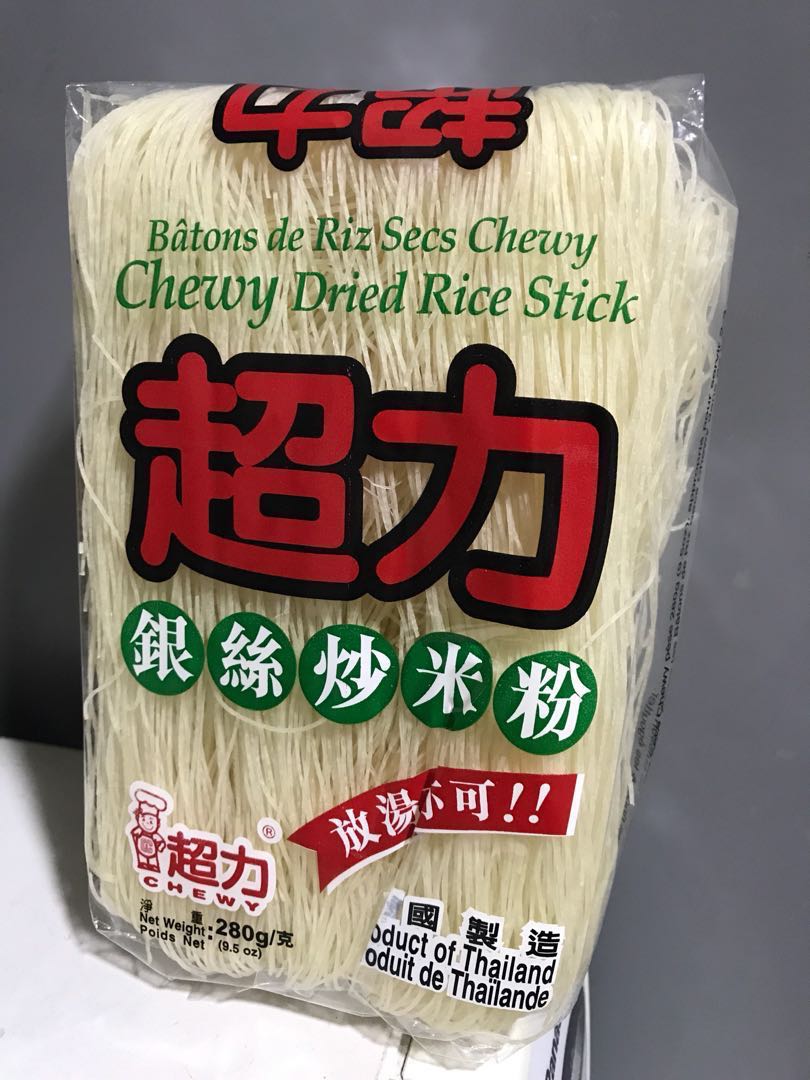 Bâtons de Riz Secs Chewy
Chewy Dried Rice Stick
超力
銀絲炒米粉
放湯亦可!!
超力®
CHEWY
淨 重:280g/克
Net Weight
Poids Net (9.5 oz)
國製造
oduct of Thailand
oduit de Thaïlande